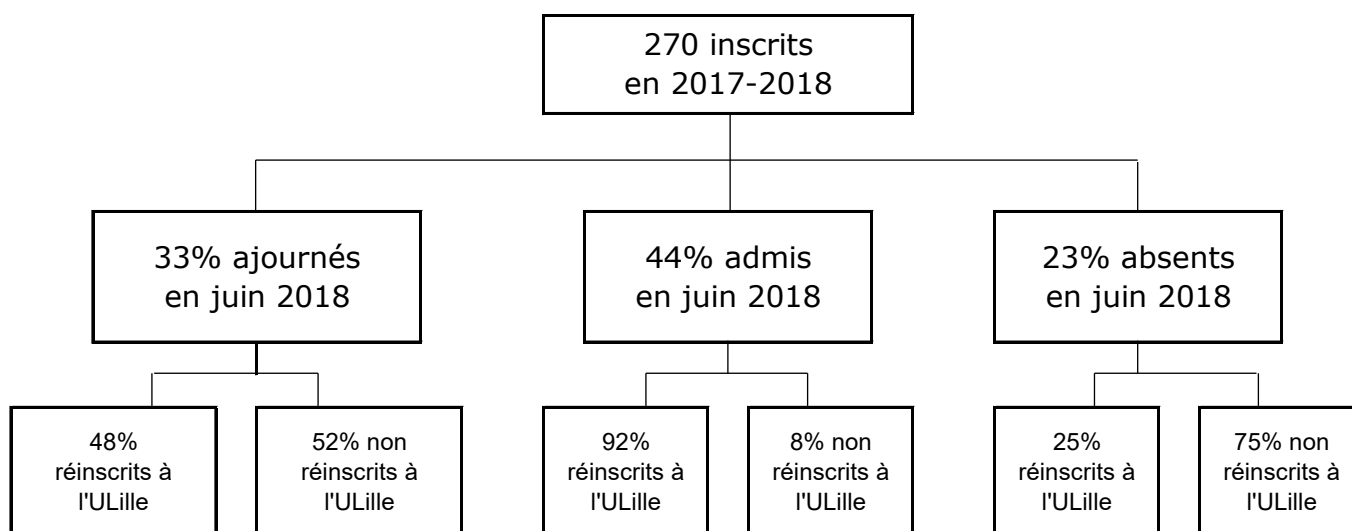 270 inscrits
en 2017-2018
33% ajournés
en juin 2018
44% admis
en juin 2018
23% absents
en juin 2018
48%
réinscrits à
l'ULille
52% non
réinscrits à
l'ULille
92%
réinscrits à
l'ULille
8% non
réinscrits à
l'ULille
25%
réinscrits à
l'ULille
75% non
réinscrits à
l'ULille